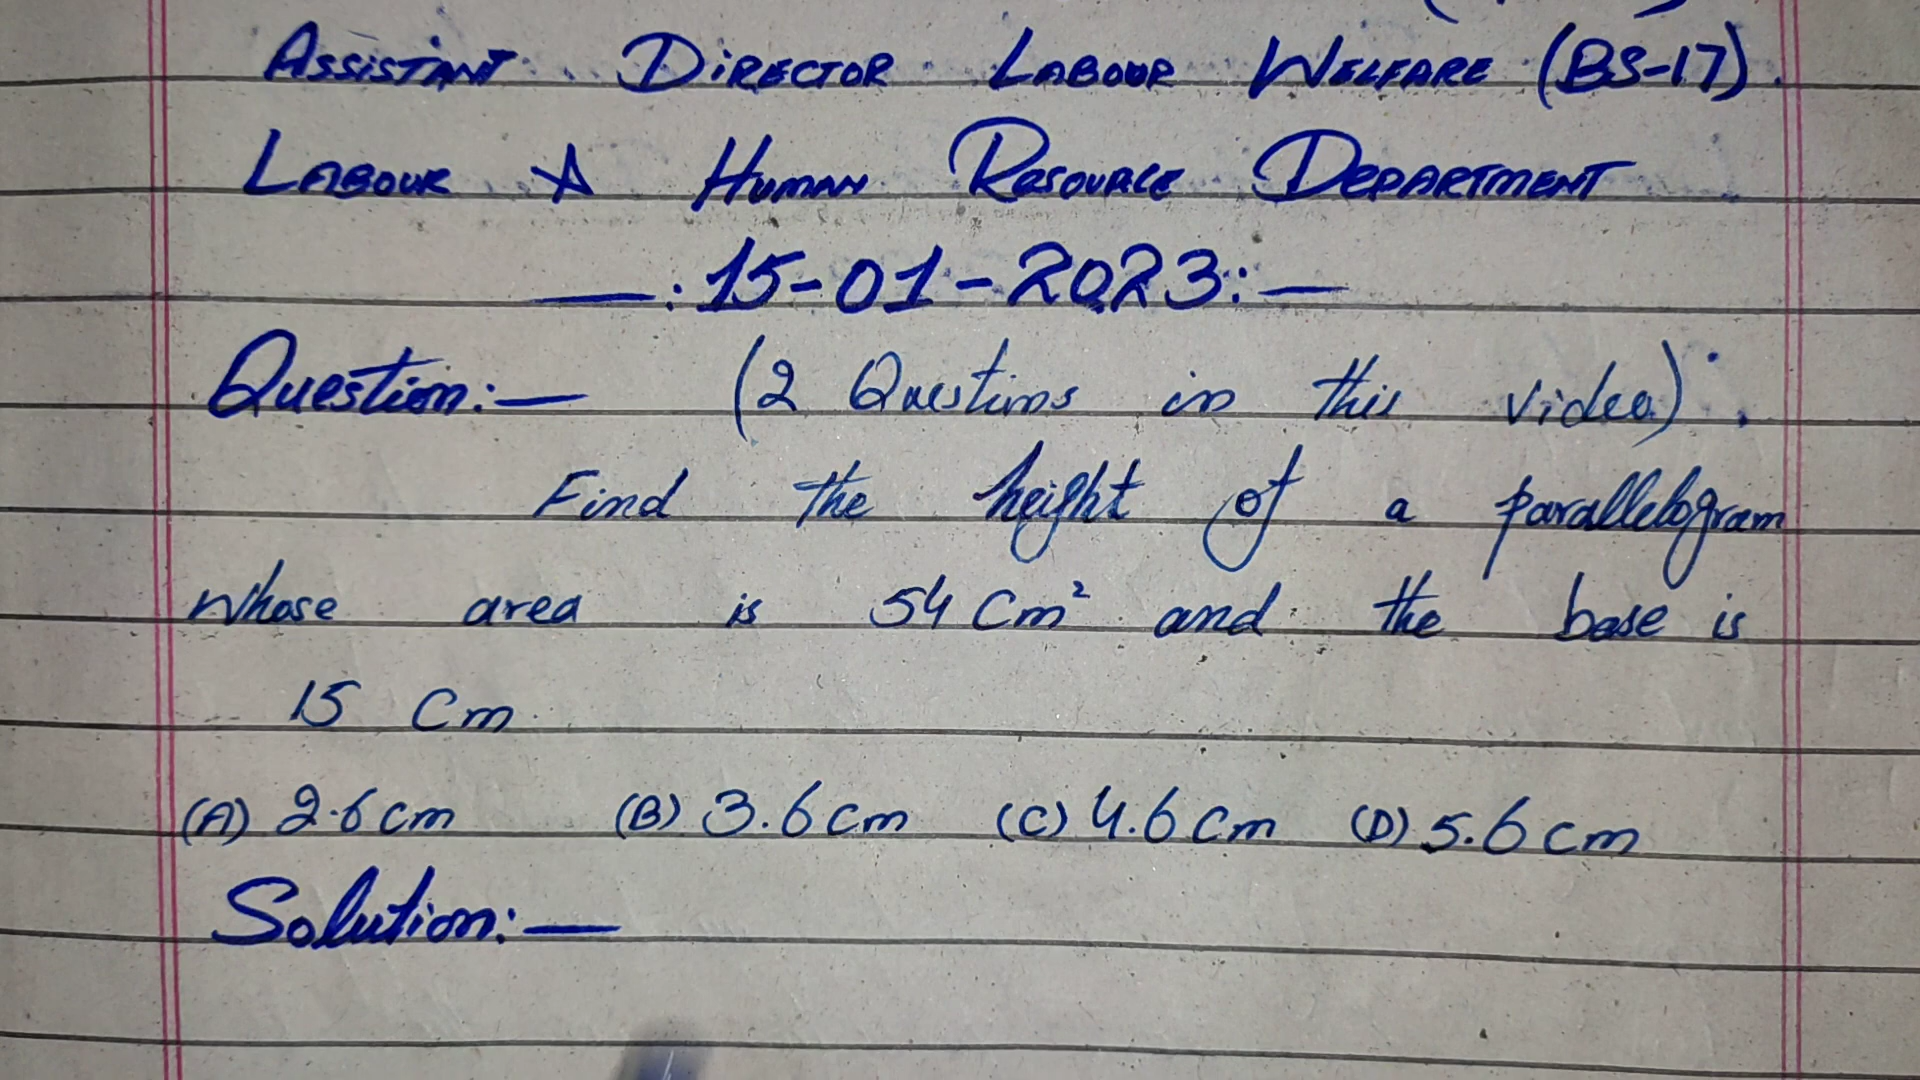 Assistant Director Labour Welfare (BS-17).
Labour & Human Resource Department
—:15-01-2023:—
Question:— (2 Questions in this video).
Find the height of a parallelogram
whose area is 54 Cm² and the base is
15 Cm.
(A) 2.6 cm (B) 3.6 cm (C) 4.6 cm (D) 5.6 cm
Solution:—